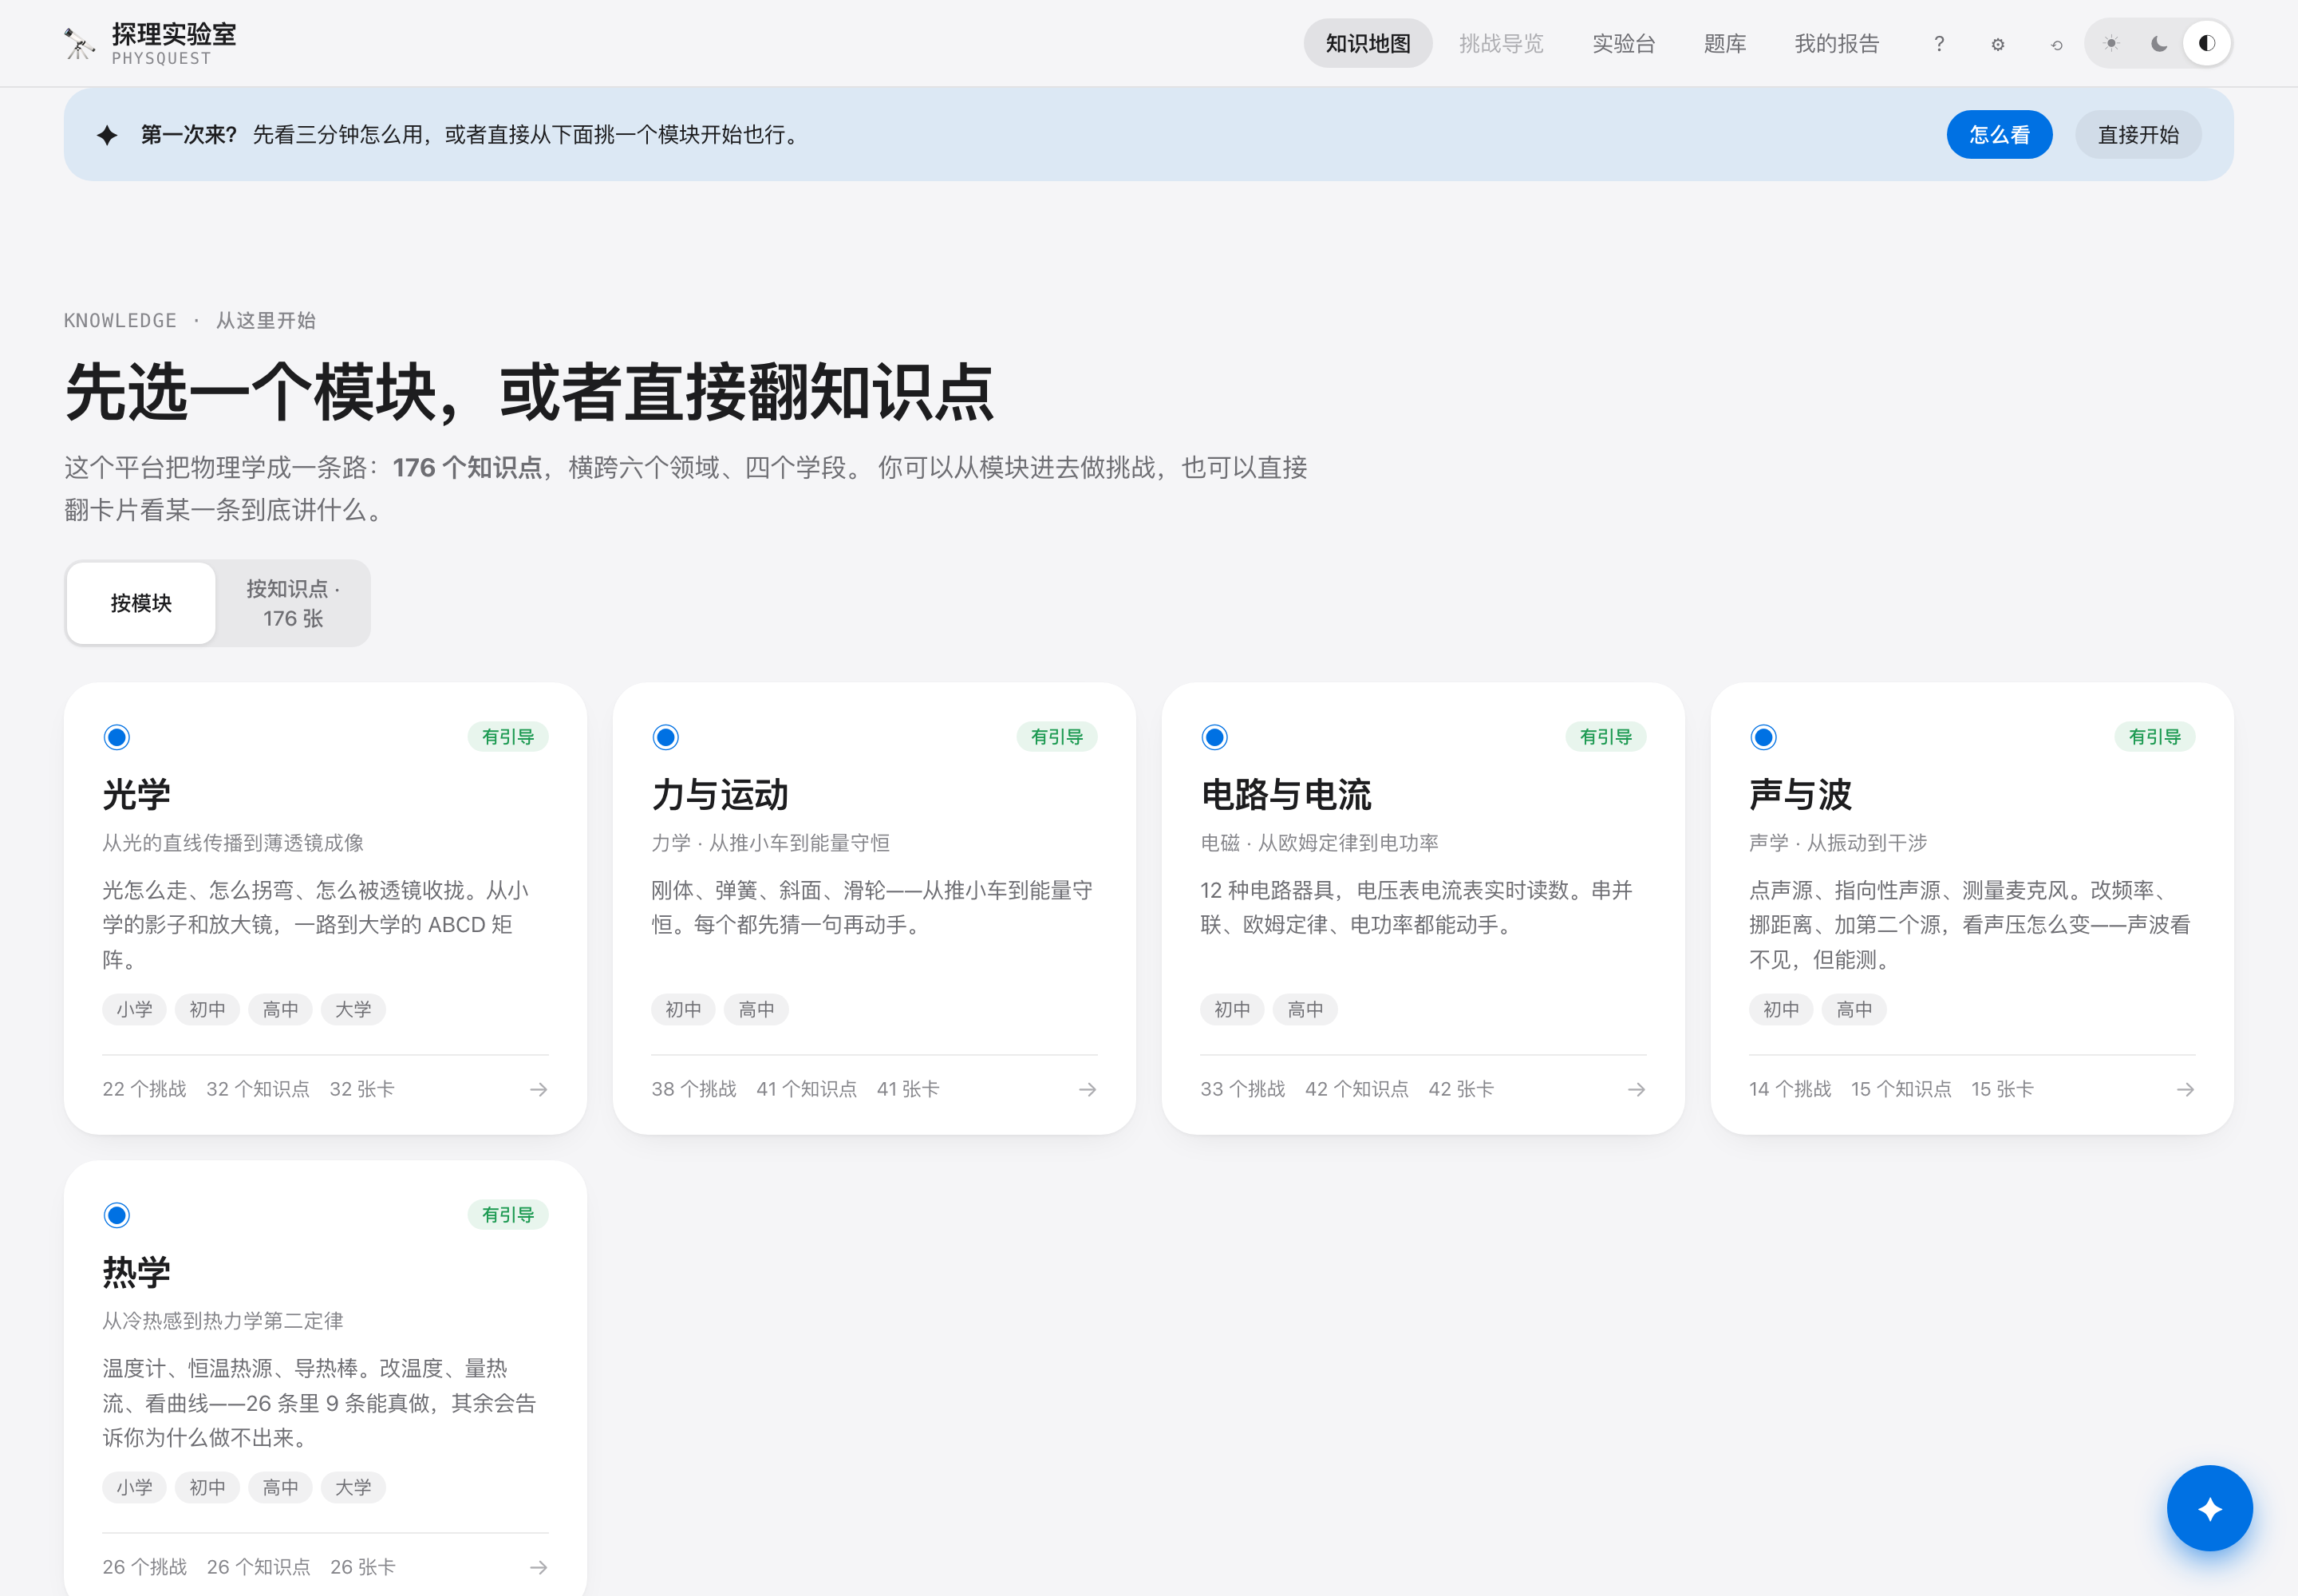 探理实验室
PHYSQUEST
知识地图
挑战导览
实验台
题库
我的报告
?
第一次来? 先看三分钟怎么用，或者直接从下面挑一个模块开始也行。
怎么看
直接开始
KNOWLEDGE · 从这里开始
先选一个模块，或者直接翻知识点
这个平台把物理学成一条路：176 个知识点，横跨六个领域、四个学段。 你可以从模块进去做挑战，也可以直接
翻卡片看某一条到底讲什么。
按模块
按知识点 ·
176 张
有引导
光学
从光的直线传播到薄透镜成像
光怎么走、怎么拐弯、怎么被透镜收拢。从小
学的影子和放大镜，一路到大学的 ABCD 矩
阵。
小学 初中 高中 大学
22 个挑战 32 个知识点 32 张卡 →
有引导
力与运动
力学 · 从推小车到能量守恒
刚体、弹簧、斜面、滑轮——从推小车到能量守
恒。每个都先猜一句再动手。
初中 高中
38 个挑战 41 个知识点 41 张卡 →
有引导
电路与电流
电磁 · 从欧姆定律到电功率
12 种电路器具，电压表电流表实时读数。串并
联、欧姆定律、电功率都能动手。
初中 高中
33 个挑战 42 个知识点 42 张卡 →
有引导
声与波
声学 · 从振动到干涉
点声源、指向性声源、测量麦克风。改频率、
挪距离、加第二个源，看声压怎么变——声波看
不见，但能测。
初中 高中
14 个挑战 15 个知识点 15 张卡 →
有引导
热学
从冷热感到热力学第二定律
温度计、恒温热源、导热棒。改温度、量热
流、看曲线——26 条里 9 条能真做，其余会告
诉你为什么做不出来。
小学 初中 高中 大学
26 个挑战 26 个知识点 26 张卡 →